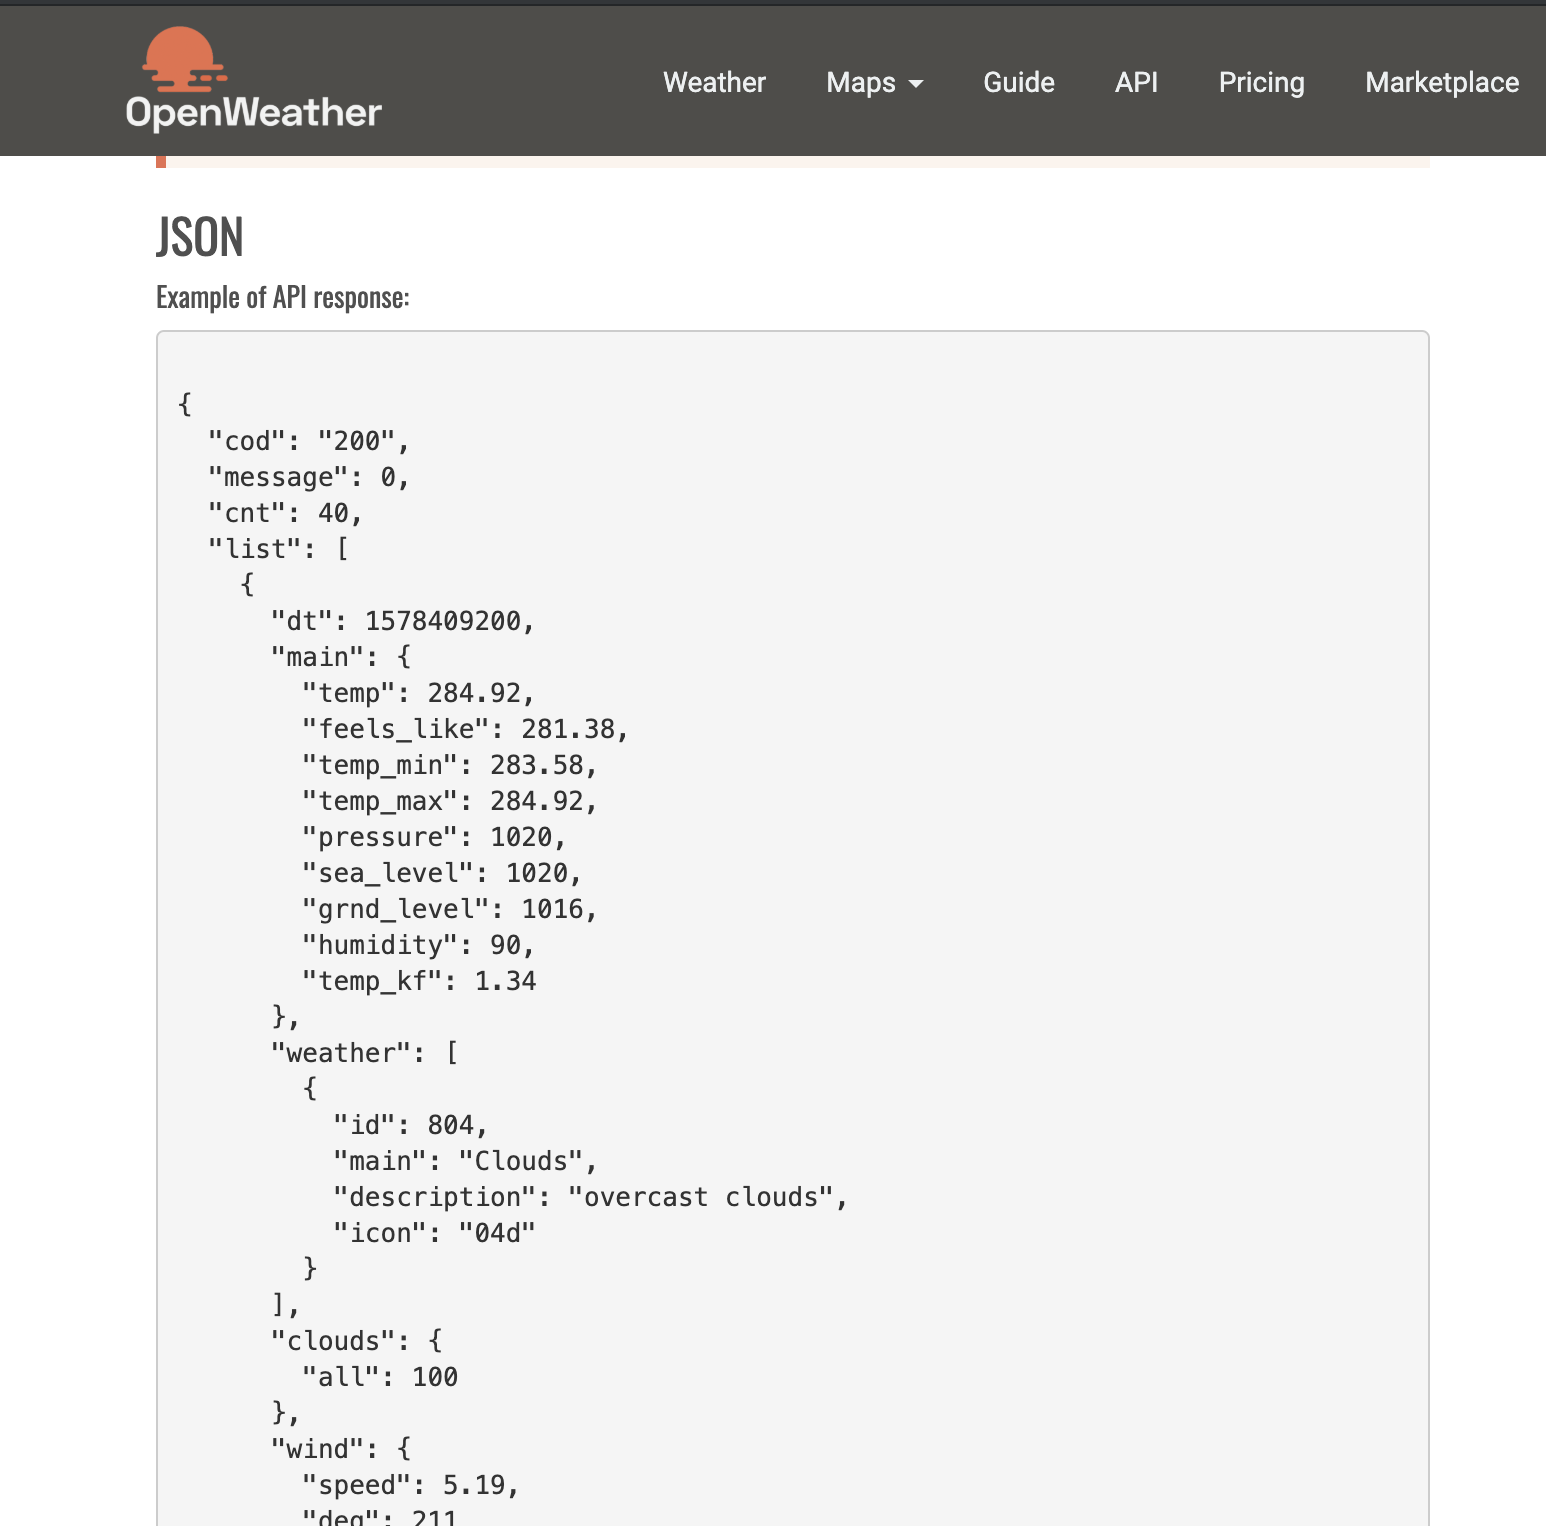 OpenWeather
Weather Maps Guide API Pricing Marketplace
JSON
Example of API response:
{
  "cod": "200",
  "message": 0,
  "cnt": 40,
  "list": [
    {
      "dt": 1578409200,
      "main": {
        "temp": 284.92,
        "feels_like": 281.38,
        "temp_min": 283.58,
        "temp_max": 284.92,
        "pressure": 1020,
        "sea_level": 1020,
        "grnd_level": 1016,
        "humidity": 90,
        "temp_kf": 1.34
      },
      "weather": [
        {
          "id": 804,
          "main": "Clouds",
          "description": "overcast clouds",
          "icon": "04d"
        }
      ],
      "clouds": {
        "all": 100
      },
      "wind": {
        "speed": 5.19,
        "deg": 211